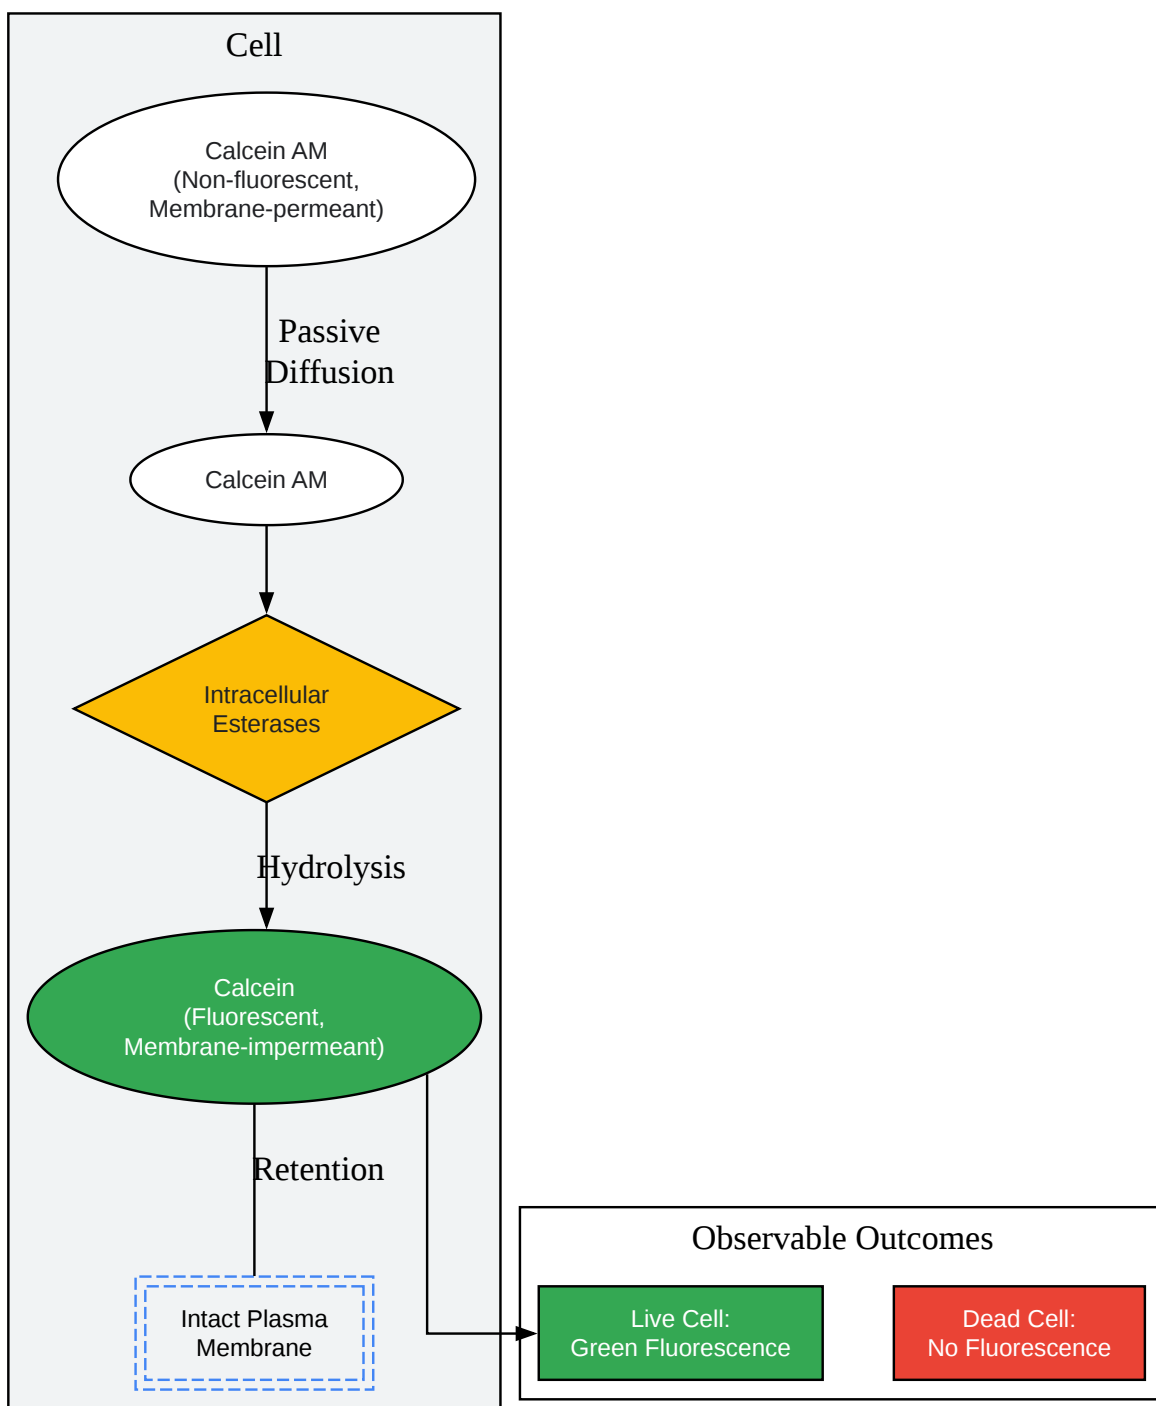 Cell
Calcein AM
(Non-fluorescent,
Membrane-permeant)
Passive
Diffusion
Calcein AM
Intracellular
Esterases
Hydrolysis
Calcein
(Fluorescent,
Membrane-impermeant)
Retention
Intact Plasma
Membrane
Observable Outcomes
Live Cell:
Green Fluorescence
Dead Cell:
No Fluorescence